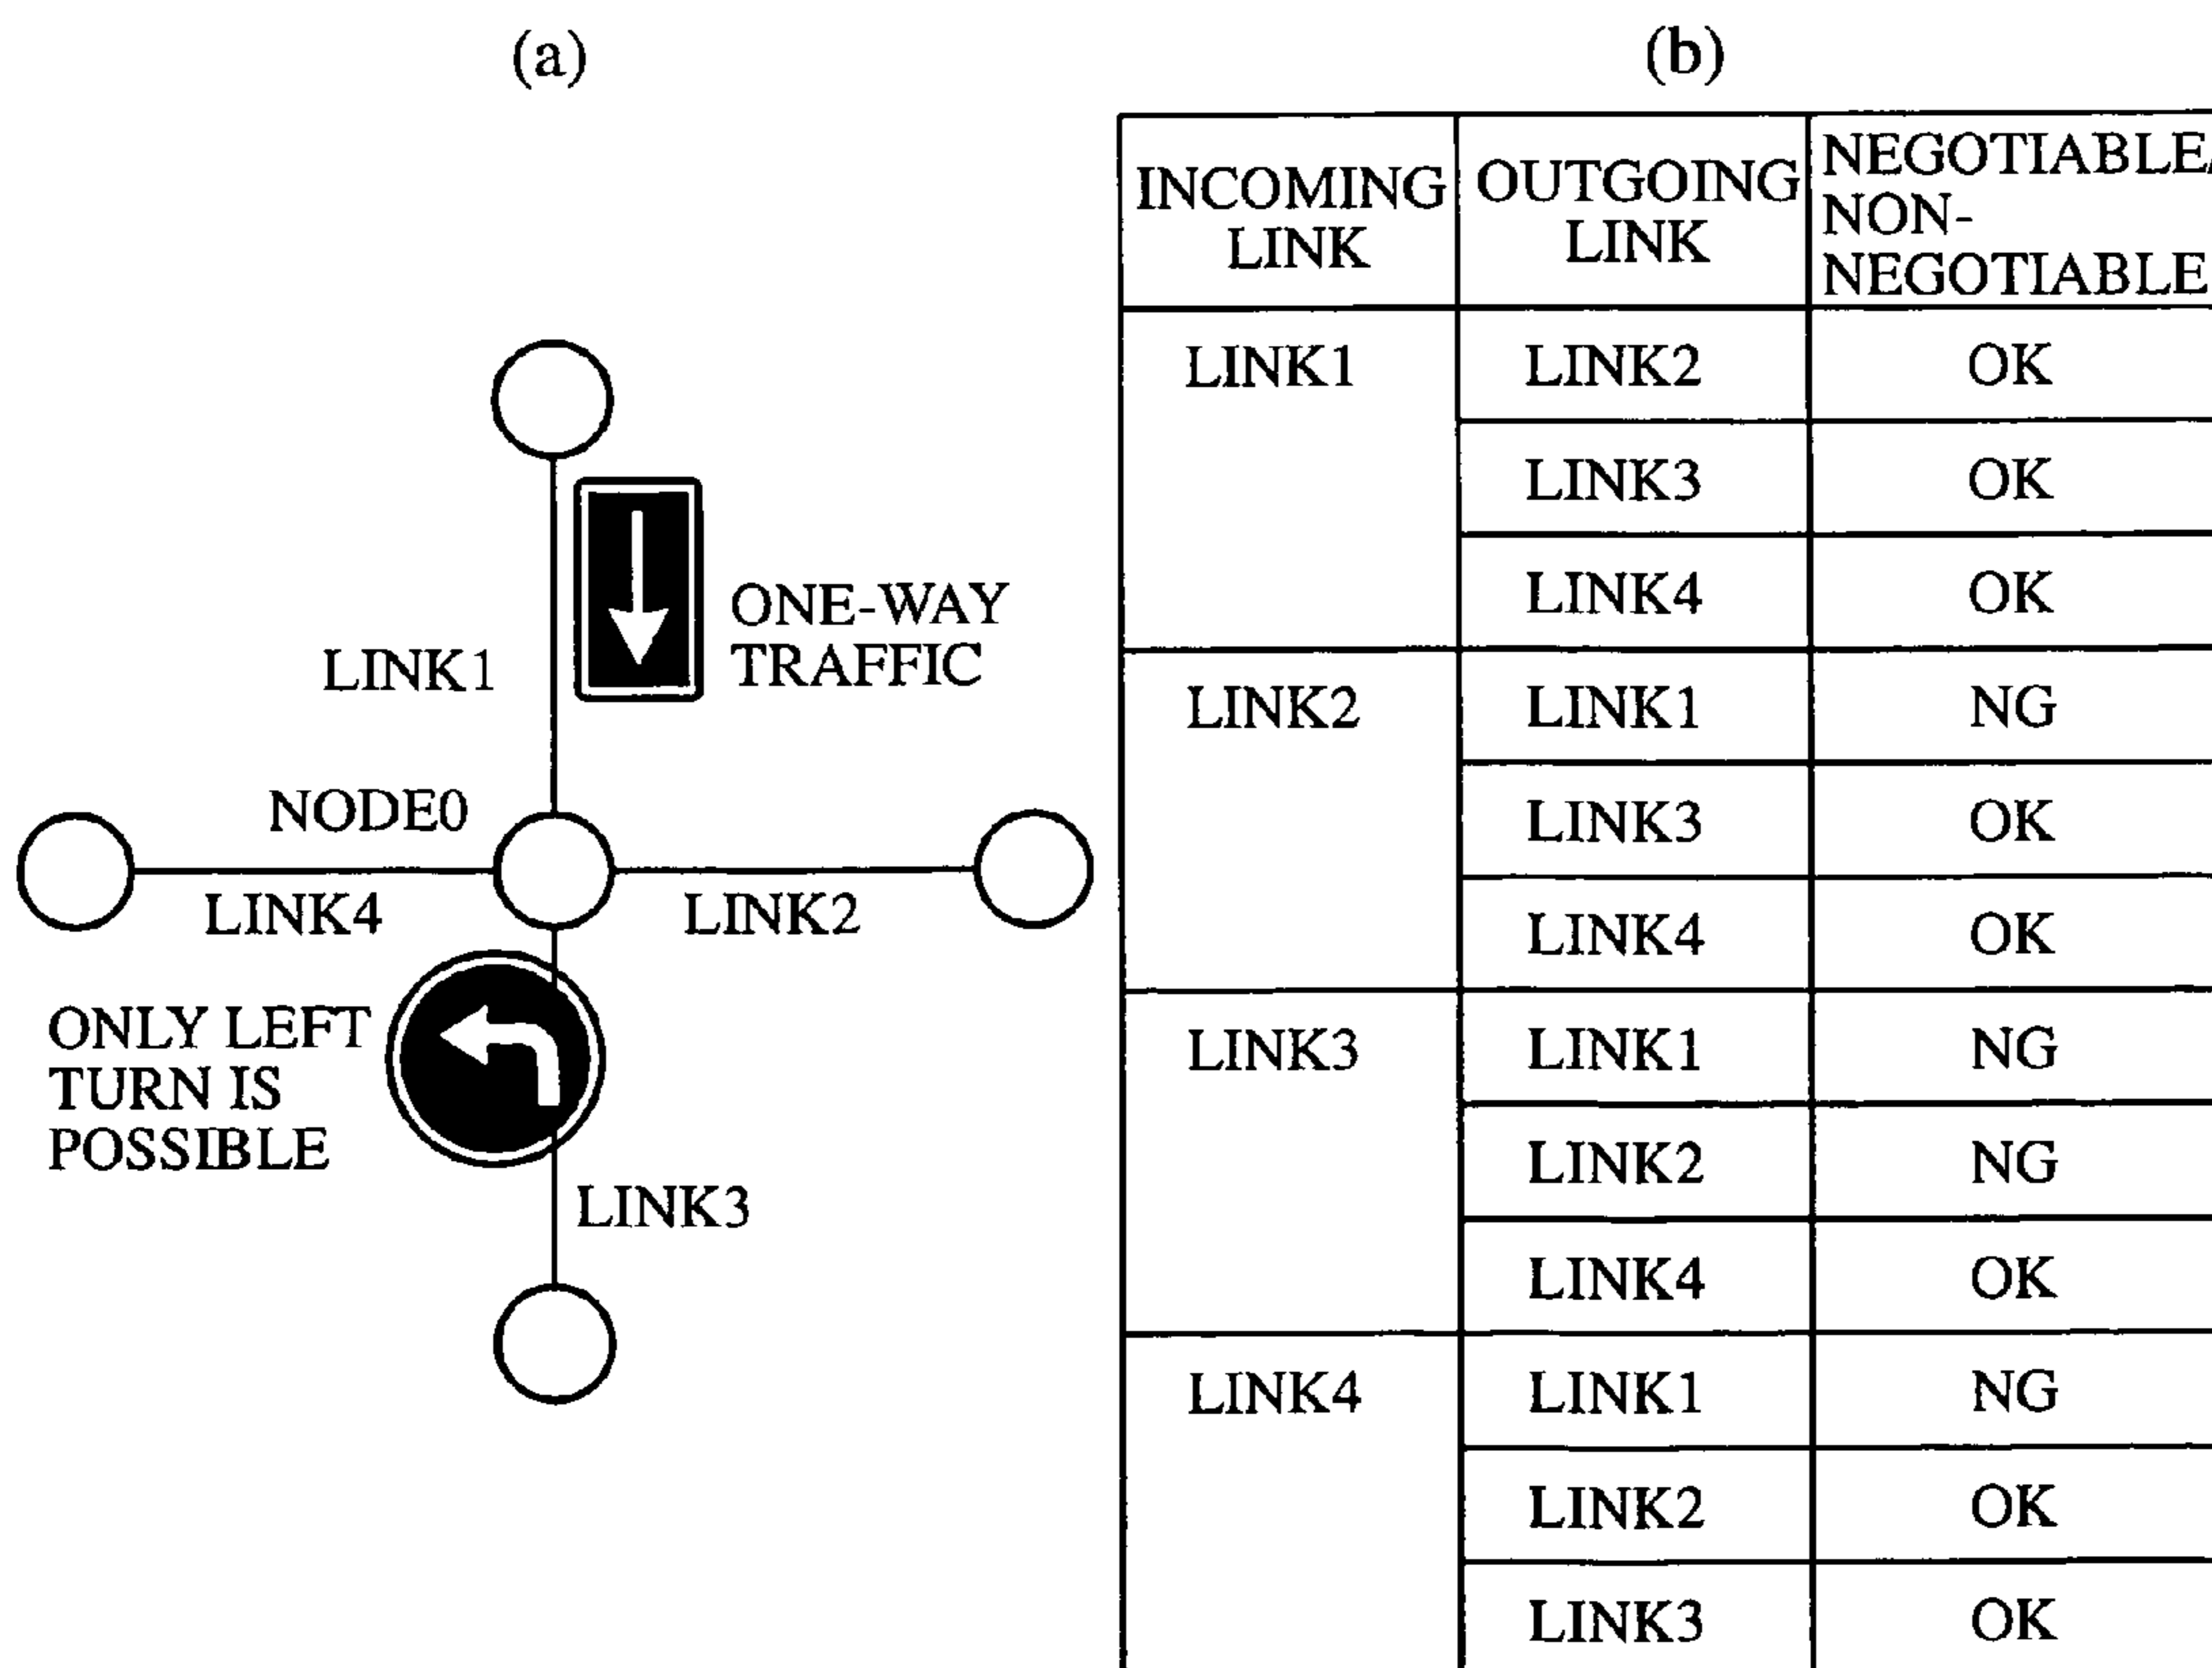 (a)
LINK1
ONE-WAY
TRAFFIC
NODE0
LINK4
LINK2
ONLY LEFT
TURN IS
POSSIBLE
LINK3
(b)
INCOMING
LINK
OUTGOING
LINK
NEGOTIABLE/
NON-
NEGOTIABLE
LINK1 LINK2 OK
LINK3 OK
LINK4 OK
LINK2 LINK1 NG
LINK3 OK
LINK4 OK
LINK3 LINK1 NG
LINK2 NG
LINK4 OK
LINK4 LINK1 NG
LINK2 OK
LINK3 OK